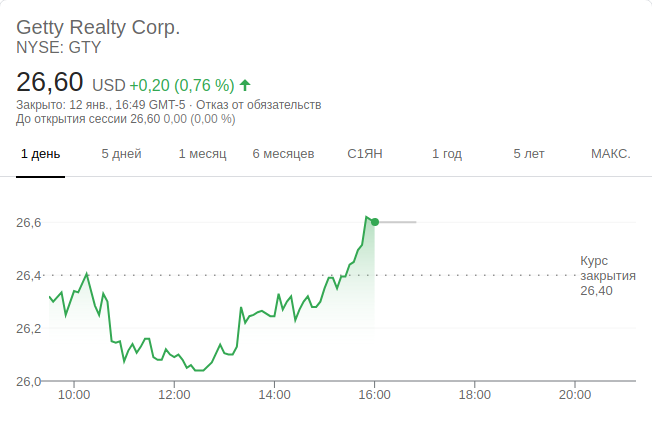 Getty Realty Corp.
NYSE: GTY
26,60 USD +0,20 (0,76 %)
Закрыто: 12 янв., 16:49 GMT-5 · Отказ от обязательств
До открытия сессии 26,60 0,00 (0,00 %)
1 день 5 дней 1 месяц 6 месяцев С1ЯН 1 год 5 лет МАКС.
26,6
26,4
26,2
26,0
Курс
закрытия
26,40
10:00 12:00 14:00 16:00 18:00 20:00